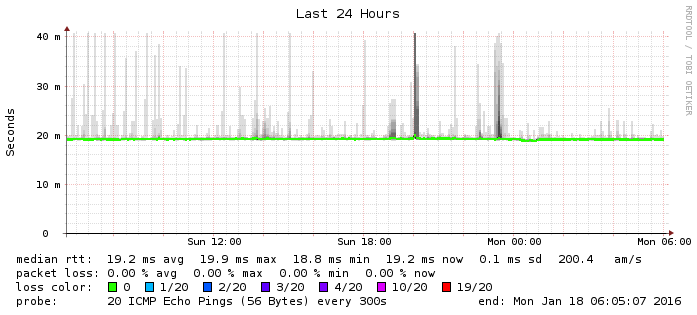 Last 24 Hours
RRDTOOL / TOBI OETIKER
Seconds
40 m
30 m
20 m
10 m
0
Sun 12:00 Sun 18:00 Mon 00:00 Mon 06:00
median rtt: 19.2 ms avg 19.9 ms max 18.8 ms min 19.2 ms now 0.1 ms sd 200.4 am/s
packet loss: 0.00 % avg 0.00 % max 0.00 % min 0.00 % now
loss color: 0 1/20 2/20 3/20 4/20 10/20 19/20
probe: 20 ICMP Echo Pings (56 Bytes) every 300s end: Mon Jan 18 06:05:07 2016